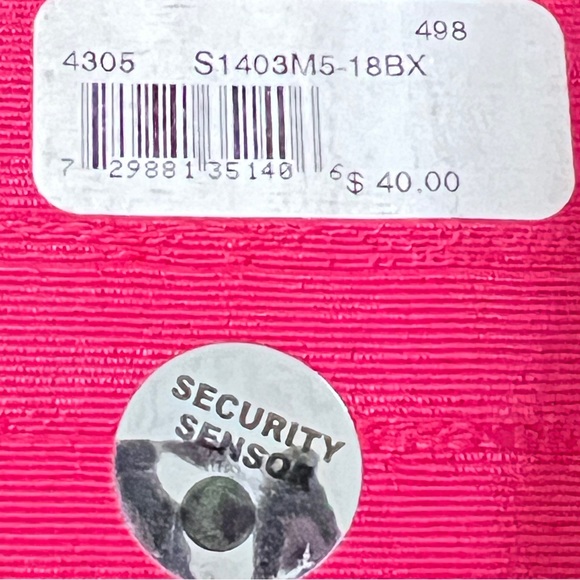 498
4305 S1403M5-18BX
7 29881 35140 6 $ 40.00
SECURITY
SENSOR